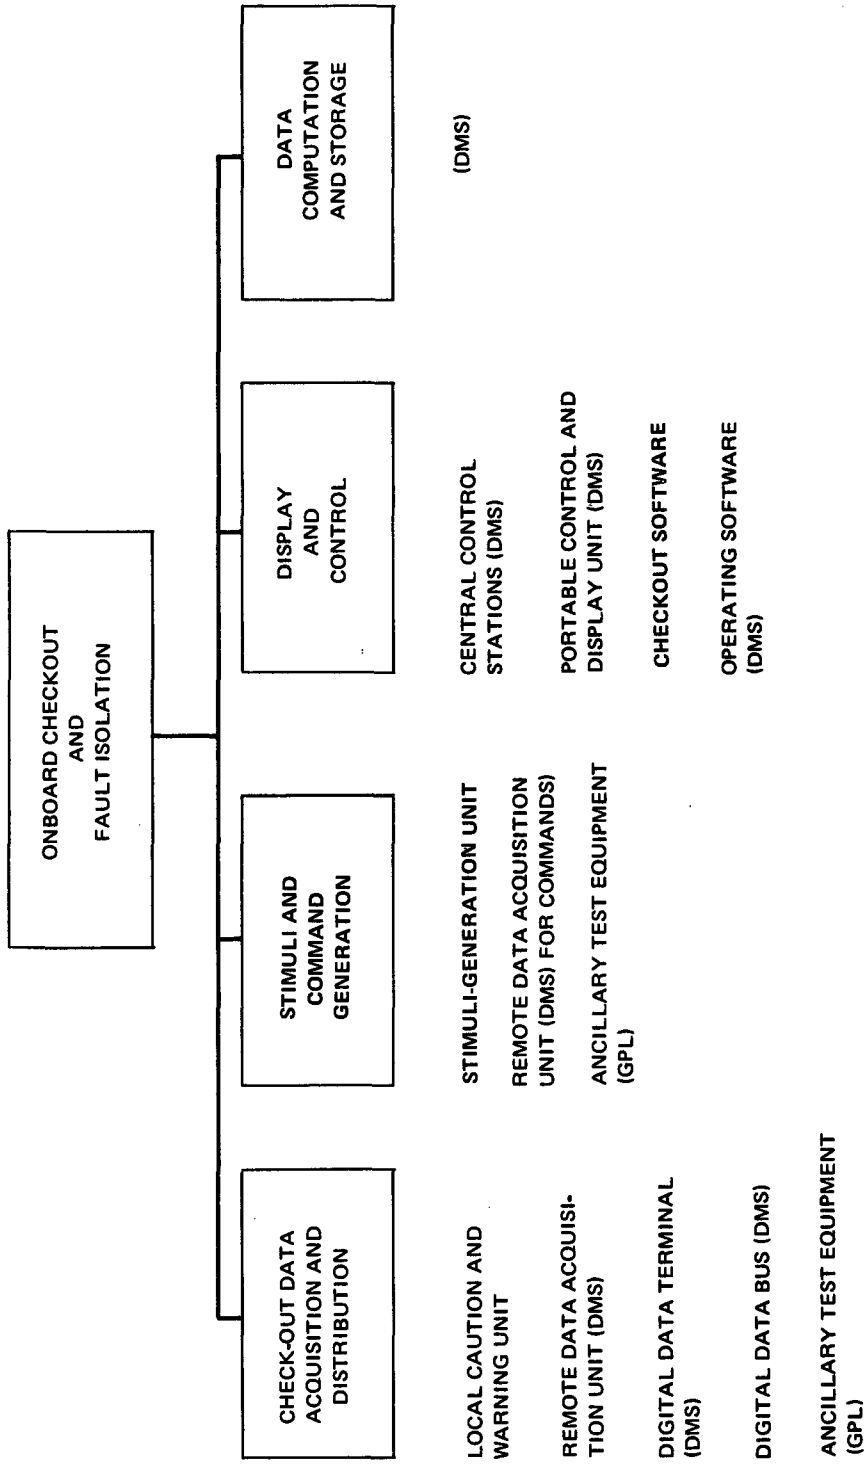 ONBOARD CHECKOUT
AND
FAULT ISOLATION
CHECK-OUT DATA
ACQUISITION AND
DISTRIBUTION
LOCAL CAUTION AND
WARNING UNIT
REMOTE DATA ACQUISI-
TION UNIT (DMS)
DIGITAL DATA TERMINAL
(DMS)
DIGITAL DATA BUS (DMS)
ANCILLARY TEST EQUIPMENT
(GPL)
STIMULI AND
COMMAND
GENERATION
STIMULI-GENERATION UNIT
REMOTE DATA ACQUISITION
UNIT (DMS) FOR COMMANDS)
ANCILLARY TEST EQUIPMENT
(GPL)
DISPLAY
AND
CONTROL
CENTRAL CONTROL
STATIONS (DMS)
PORTABLE CONTROL AND
DISPLAY UNIT (DMS)
CHECKOUT SOFTWARE
OPERATING SOFTWARE
(DMS)
DATA
COMPUTATION
AND STORAGE
(DMS)